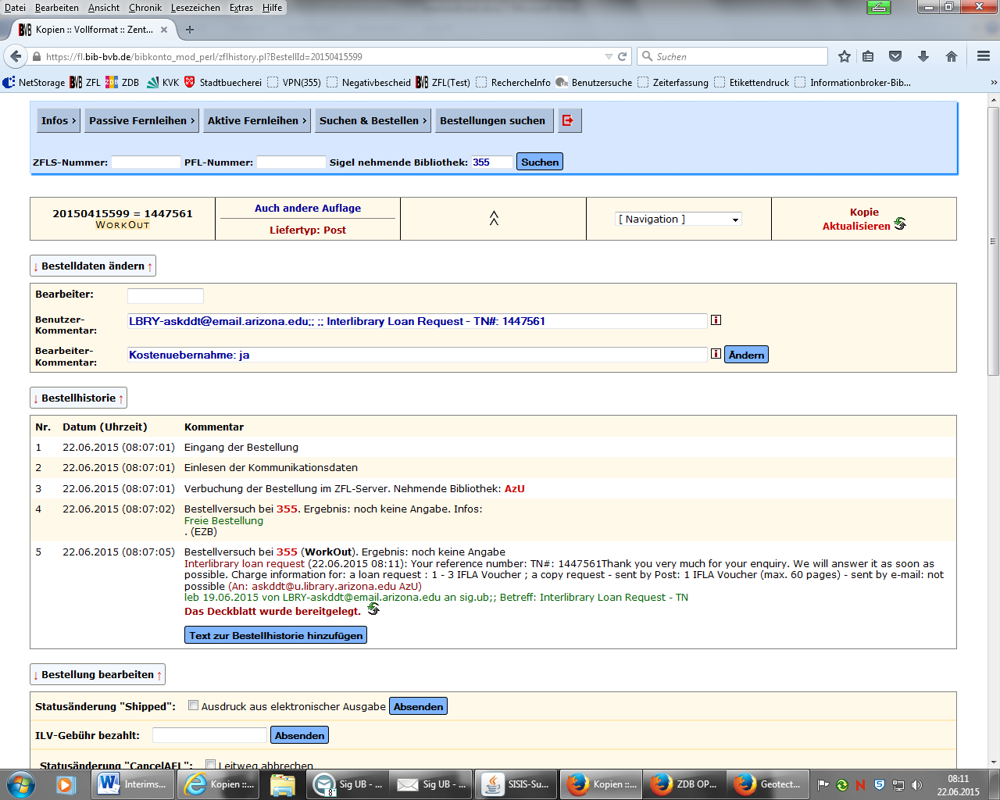 Datei Bearbeiten Ansicht Chronik Lesezeichen Extras Hilfe
BVB Kopien :: Vollformat :: Zent...
https://fl.bib-bvb.de/bibkonto_mod_perl/zflhistory.pl?BestellId=20150415599 Suchen
NetStorage BVB ZFL ZDB ZDB KVK Stadtbuecherei VPN(355) Negativbescheid BVB ZFL(Test) RechercheInfo Benutzersuche Zeiterfassung Etikettendruck Informationbroker-Bib... »
Infos › Passive Fernleihen › Aktive Fernleihen › Suchen & Bestellen › Bestellungen suchen
ZFLS-Nummer: PFL-Nummer: Sigel nehmende Bibliothek: 355 Suchen
20150415599 = 1447561
WorkOut
Auch andere Auflage
Liefertyp: Post
[ Navigation ]
Kopie
Aktualisieren
↓ Bestelldaten ändern ↑
Bearbeiter:
Benutzer-
Kommentar:
LBRY-askddt@email.arizona.edu;; ;; Interlibrary Loan Request - TN#: 1447561
Bearbeiter-
Kommentar:
Kostenuebernahme: ja
Ändern
↓ Bestellhistorie ↑
Nr. Datum (Uhrzeit) Kommentar
1 22.06.2015 (08:07:01) Eingang der Bestellung
2 22.06.2015 (08:07:01) Einlesen der Kommunikationsdaten
3 22.06.2015 (08:07:01) Verbuchung der Bestellung im ZFL-Server. Nehmende Bibliothek: AzU
4 22.06.2015 (08:07:02) Bestellversuch bei 355. Ergebnis: noch keine Angabe. Infos:
Freie Bestellung
. (EZB)
5 22.06.2015 (08:07:05) Bestellversuch bei 355 (WorkOut). Ergebnis: noch keine Angabe
Interlibrary loan request (22.06.2015 08:11): Your reference number: TN#: 1447561Thank you very much for your enquiry. We will answer it as soon as
possible. Charge information for: a loan request : 1 - 3 IFLA Voucher ; a copy request - sent by Post: 1 IFLA Voucher (max. 60 pages) - sent by e-mail: not
possible (An: askddt@u.library.arizona.edu AzU)
leb 19.06.2015 von LBRY-askddt@email.arizona.edu an sig.ub;; Betreff: Interlibrary Loan Request - TN
Das Deckblatt wurde bereitgelegt.
Text zur Bestellhistorie hinzufügen
↓ Bestellung bearbeiten ↑
Statusänderung "Shipped": Ausdruck aus elektronischer Ausgabe Absenden
ILV-Gebühr bezahlt: Absenden
Statusänderung "CancelAFL": Leitweg abbrechen
Interims... Kopien ::... 8 Sig UB - ... Sig UB - ... SISIS-Su... Kopien ::... ZDB OP... Geotect...
08:11
22.06.2015